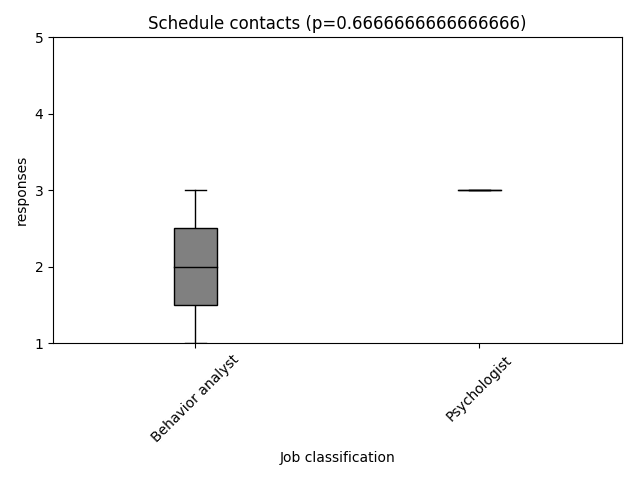 Schedule contacts (p=0.6666666666666666)
5
4
3
2
1
responses
Behavior analyst
Psychologist
Job classification